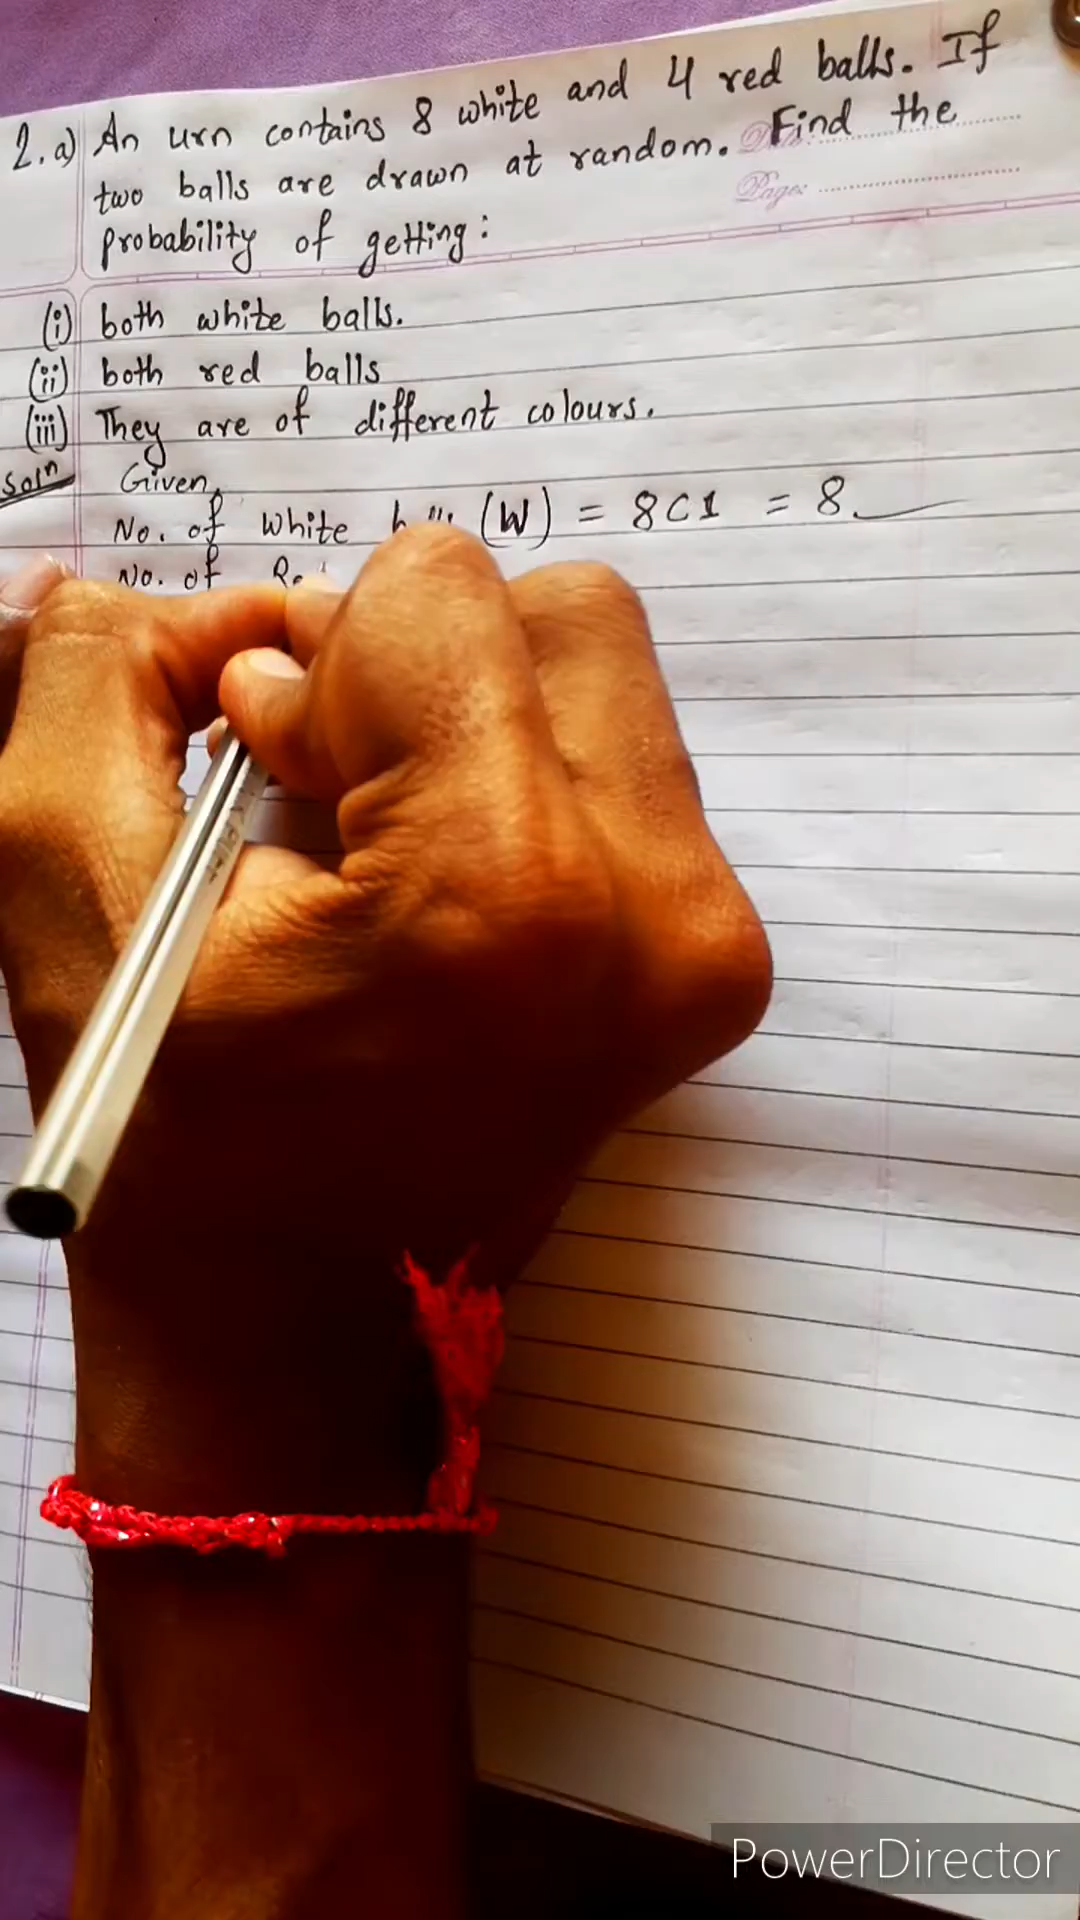 2. a) An urn contains 8 white and 4 red balls. If
two balls are drawn at random. Find the
Page:
probability of getting:
(i) both white balls.
(ii) both red balls
(iii) They are of different colours.
Soln Given,
No. of white (W) = 8C1 = 8.
No. of
PowerDirector